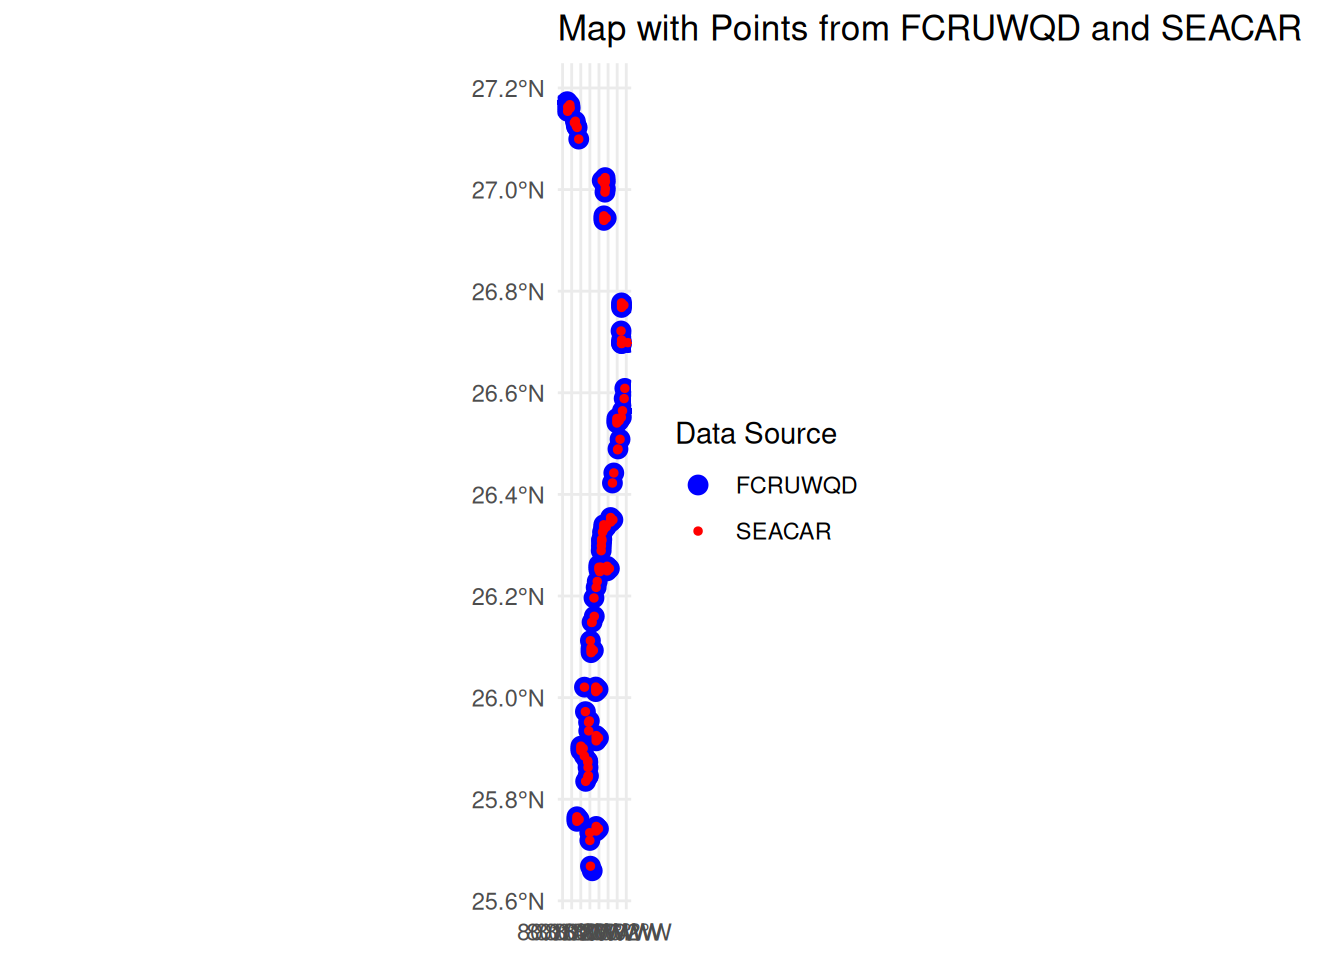 Map with Points from FCRUWQD and SEACAR
27.2°N
27.0°N
26.8°N
26.6°N
26.4°N
26.2°N
26.0°N
25.8°N
25.6°N
Data Source
FCRUWQD
SEACAR